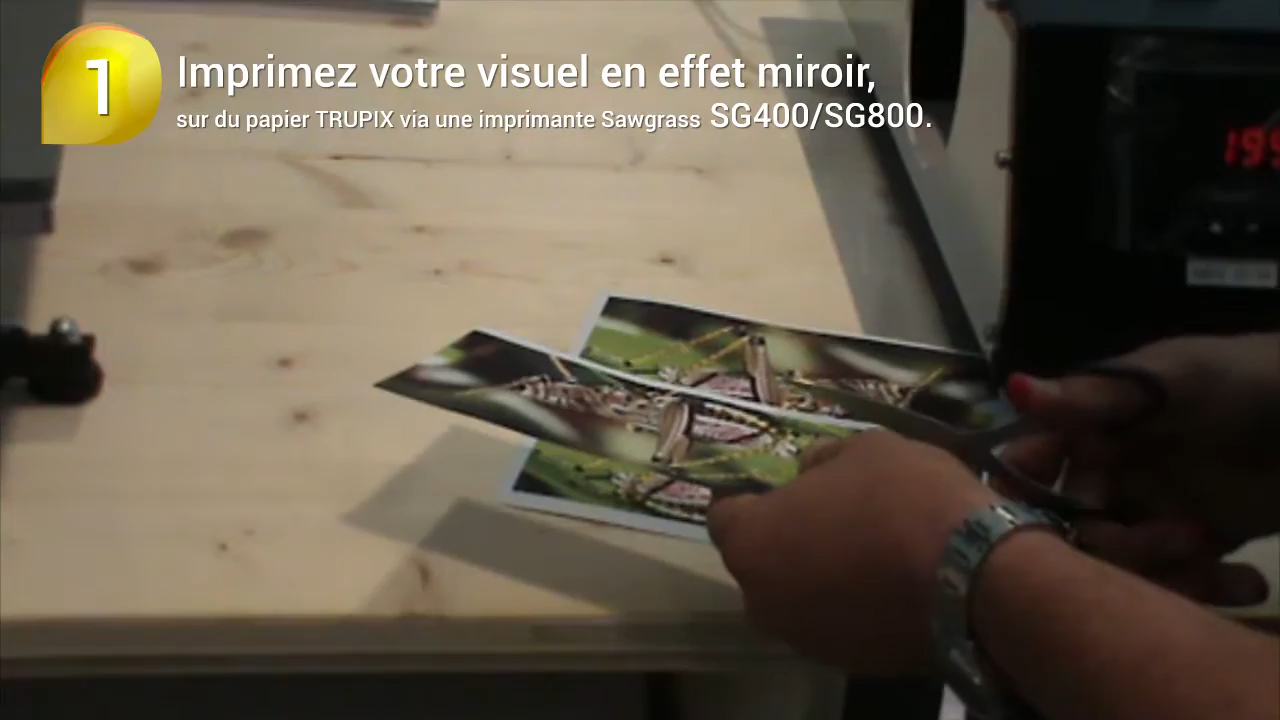 1
Imprimez votre visuel en effet miroir,
sur du papier TRUPIX via une imprimante Sawgrass SG400/SG800.